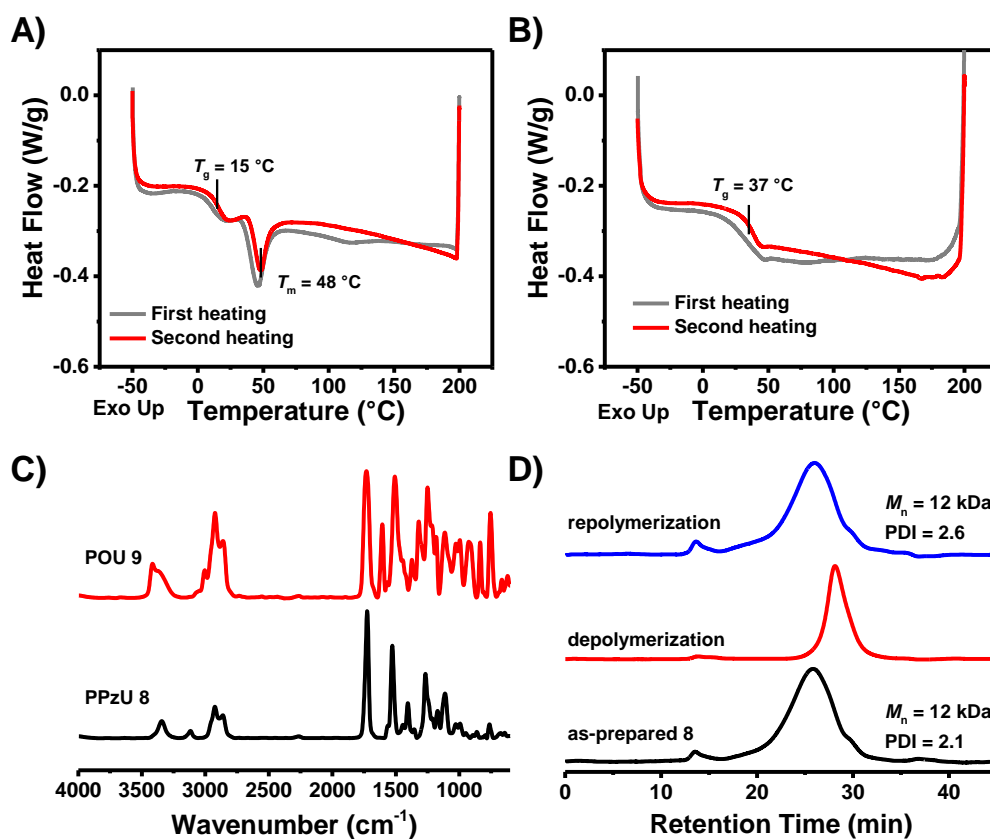 A)
Heat Flow (W/g)
0.0
-0.2
-0.4
-0.6
Tg = 15 °C
Tm = 48 °C
First heating
Second heating
-50 0 50 100 150 200
Exo Up Temperature (°C)
B)
Heat Flow (W/g)
0.0
-0.2
-0.4
-0.6
Tg = 37 °C
First heating
Second heating
-50 0 50 100 150 200
Exo Up Temperature (°C)
C)
POU 9
PPzU 8
4000 3500 3000 2500 2000 1500 1000
Wavenumber (cm-1)
D)
repolymerization
Mn = 12 kDa
PDI = 2.6
depolymerization
as-prepared 8
Mn = 12 kDa
PDI = 2.1
0 10 20 30 40
Retention Time (min)